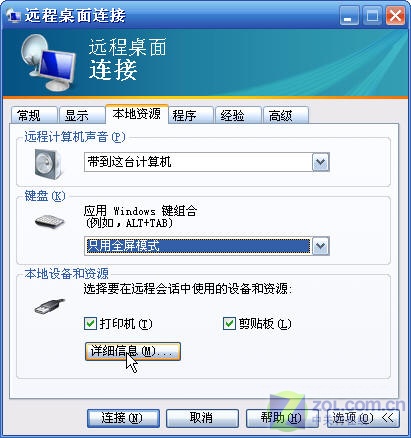 远程桌面连接
远程桌面
连接
常规 显示 本地资源 程序 经验 高级
远程计算机声音(P)
带到这台计算机
键盘(K)
应用 Windows 键组合
(例如,ALT+TAB)
只用全屏模式
本地设备和资源
选择要在远程会话中使用的设备和资源:
打印机(T) 剪贴板(L)
详细信息(M)...
连接(N) 取消 帮助(H) 选项(O) <<
ZOL.COM.CN